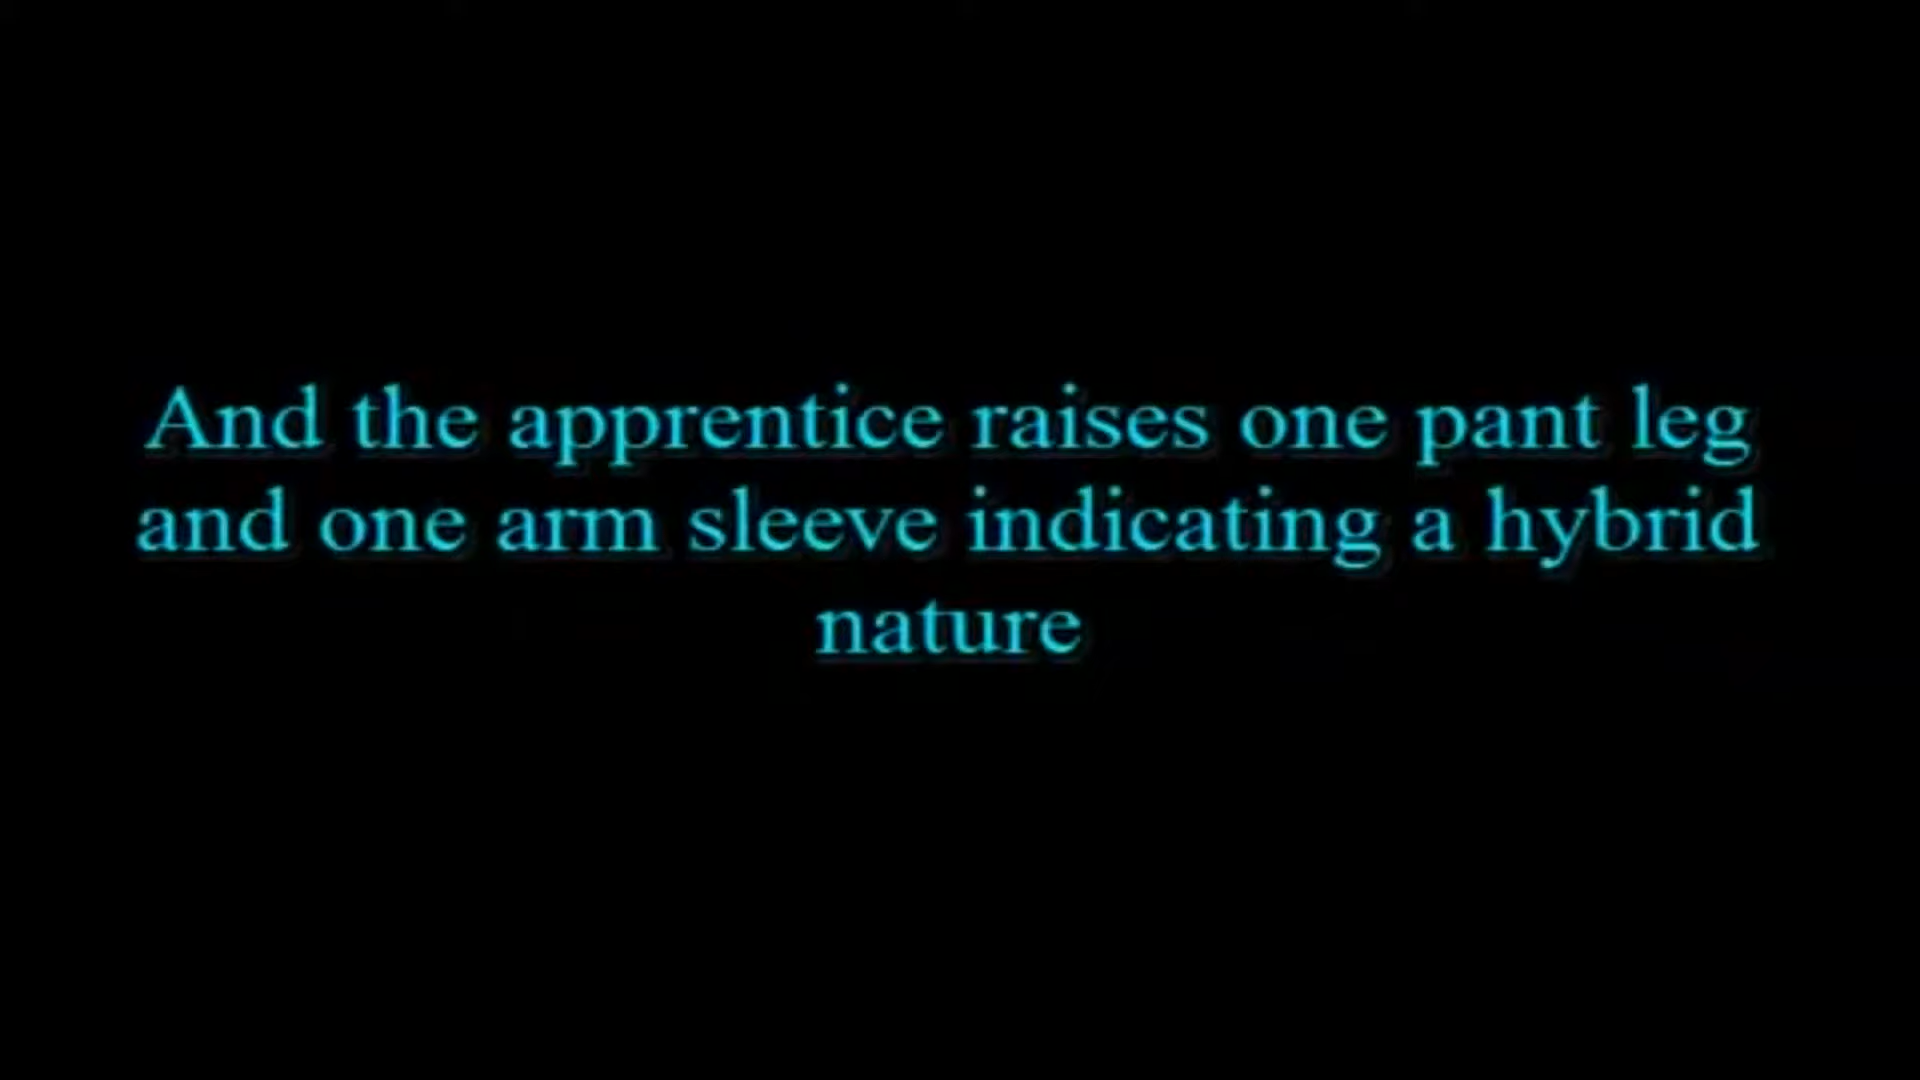 And the apprentice raises one pant leg
and one arm sleeve indicating a hybrid
nature